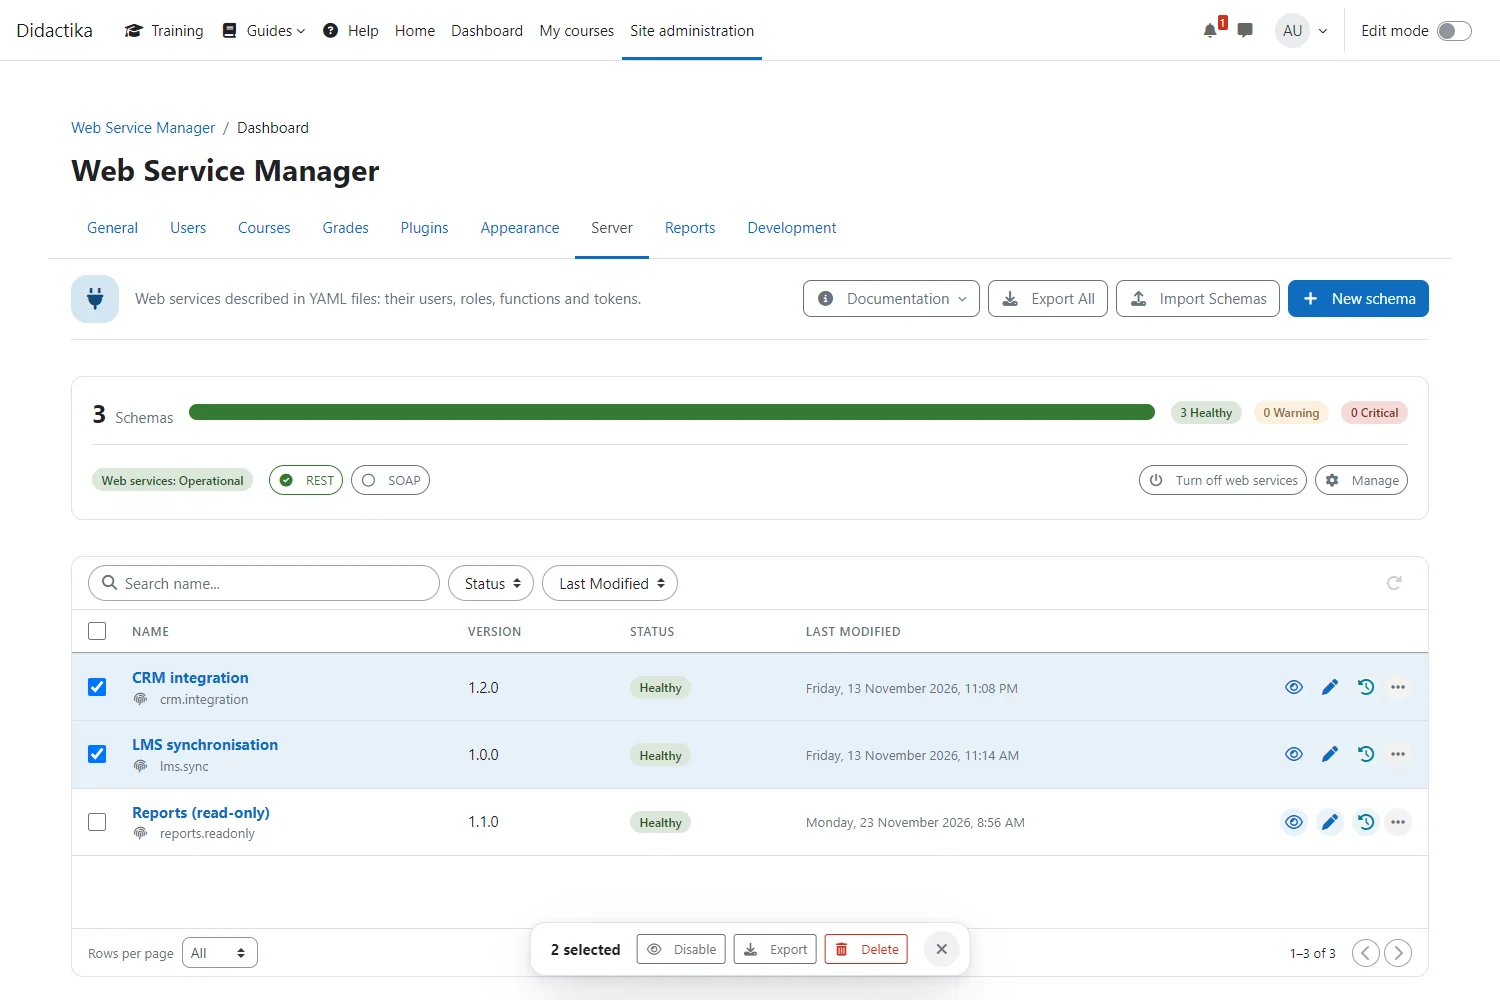 Didactika
Training
Guides
Help
Home
Dashboard
My courses
Site administration
1
AU
Edit mode
Web Service Manager / Dashboard
Web Service Manager
General
Users
Courses
Grades
Plugins
Appearance
Server
Reports
Development
Web services described in YAML files: their users, roles, functions and tokens.
Documentation
Export All
Import Schemas
New schema
3 Schemas
3 Healthy
0 Warning
0 Critical
Web services: Operational
REST
SOAP
Turn off web services
Manage
Search name...
Status
Last Modified
NAME
VERSION
STATUS
LAST MODIFIED
CRM integration
crm.integration
1.2.0
Healthy
Friday, 13 November 2026, 11:08 PM
LMS synchronisation
lms.sync
1.0.0
Healthy
Friday, 13 November 2026, 11:14 AM
Reports (read-only)
reports.readonly
1.1.0
Healthy
Monday, 23 November 2026, 8:56 AM
Rows per page
All
2 selected
Disable
Export
Delete
1–3 of 3